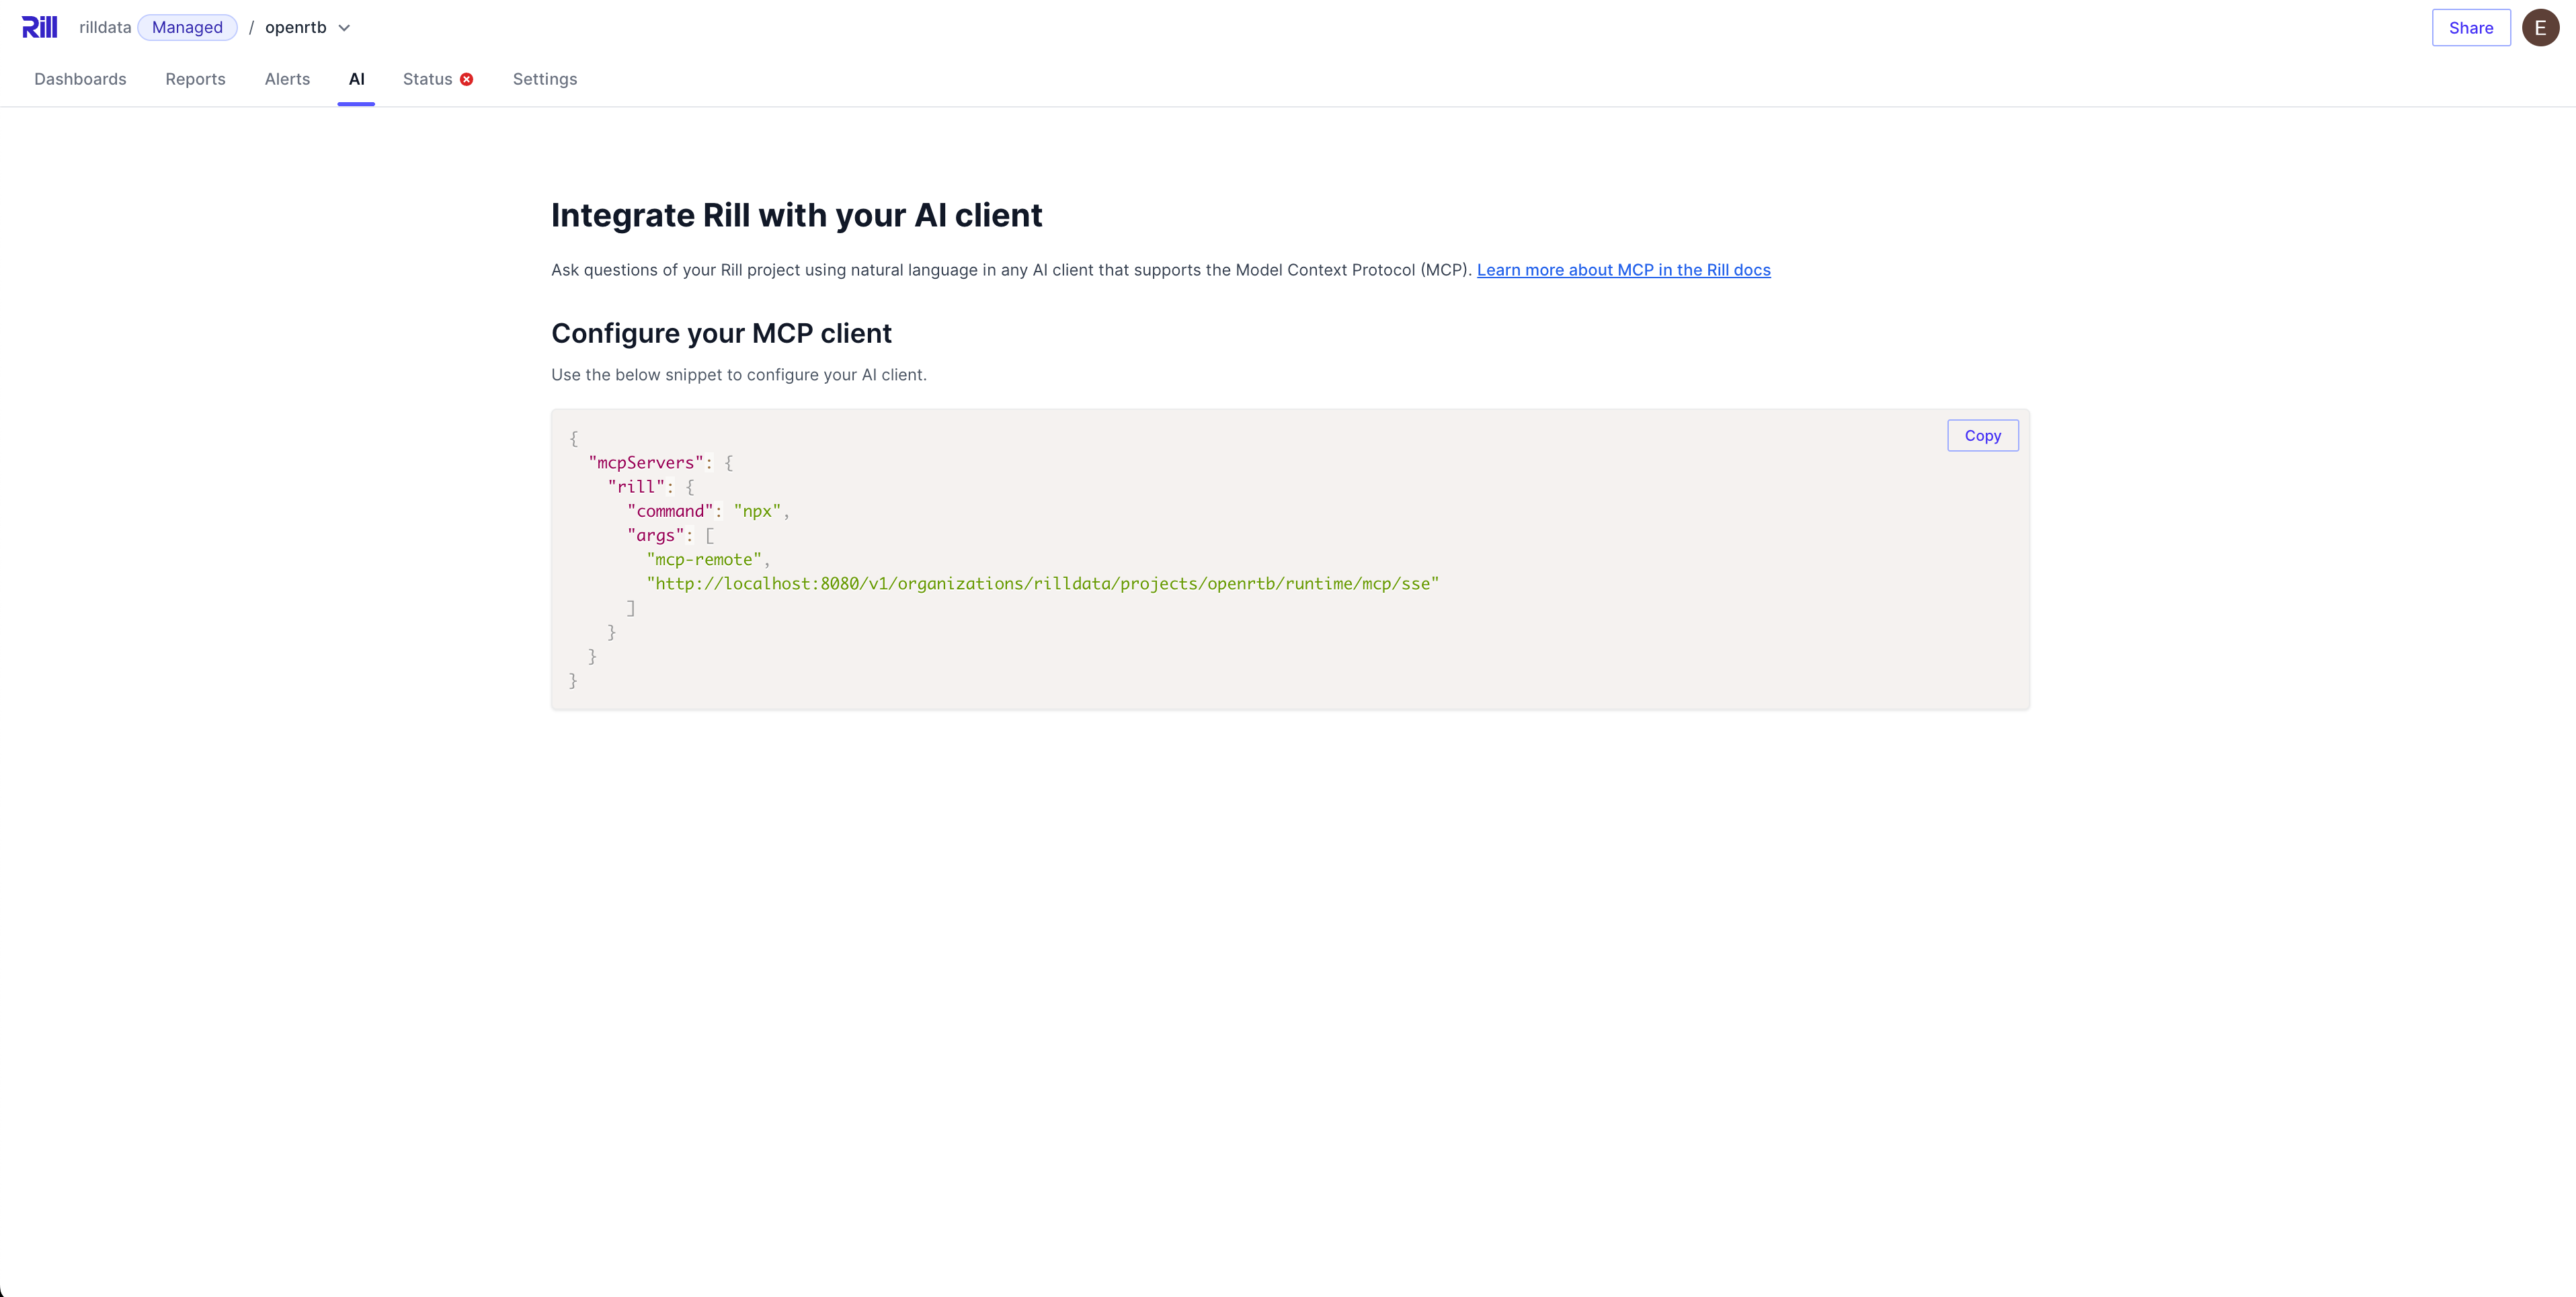 Rill rilldata Managed / openrtb Share E
Dashboards Reports Alerts AI Status Settings
Integrate Rill with your AI client
Ask questions of your Rill project using natural language in any AI client that supports the Model Context Protocol (MCP). Learn more about MCP in the Rill docs
Configure your MCP client
Use the below snippet to configure your AI client.
Copy
{
  "mcpServers": {
    "rill": {
      "command": "npx",
      "args": [
        "mcp-remote",
        "http://localhost:8080/v1/organizations/rilldata/projects/openrtb/runtime/mcp/sse"
      ]
    }
  }
}